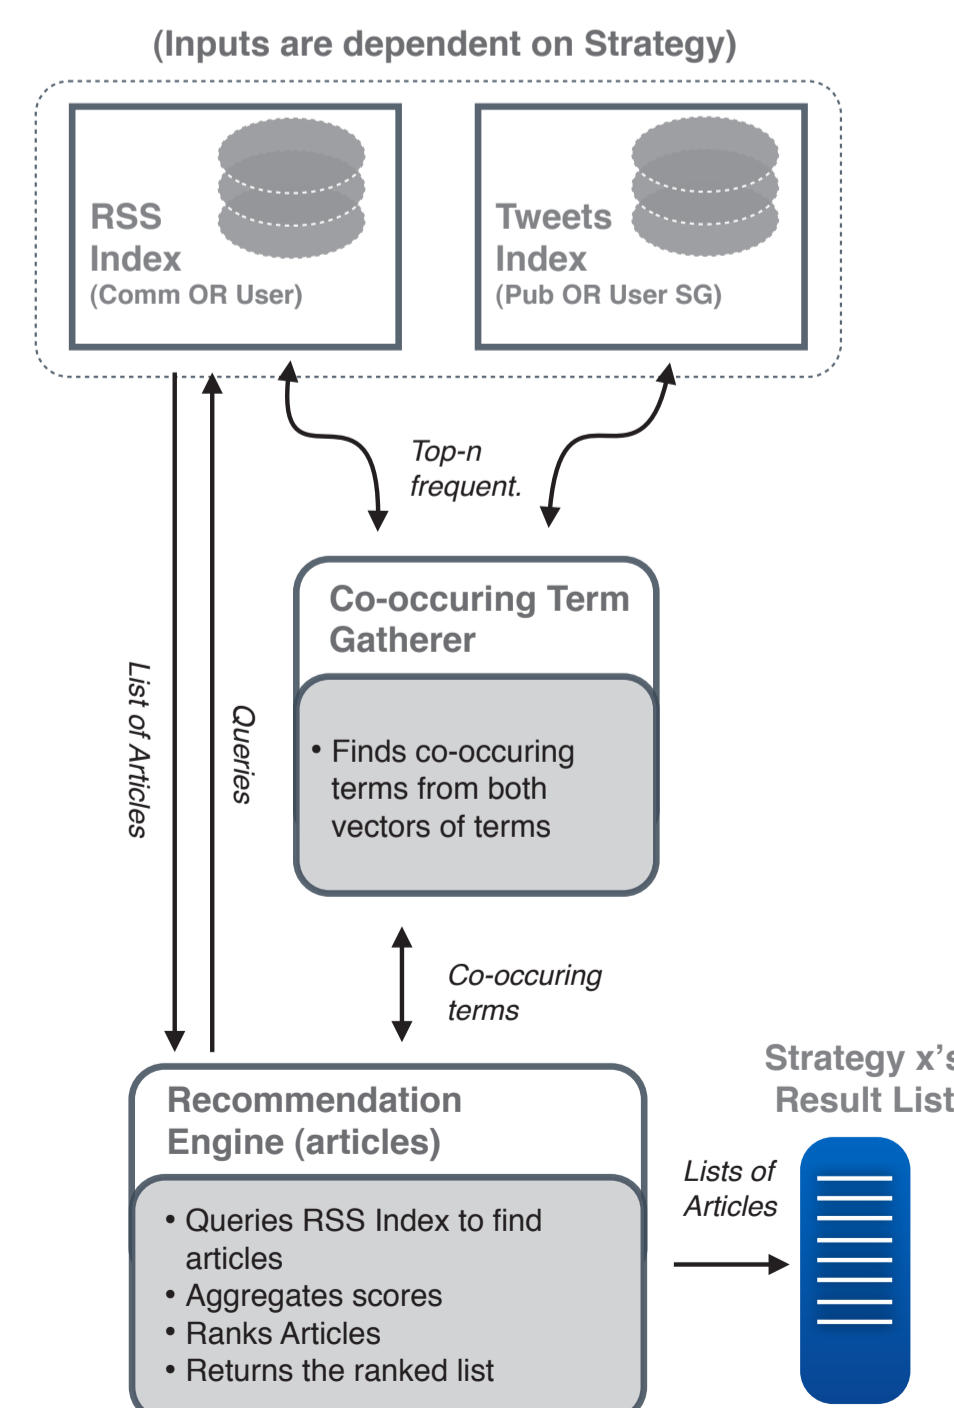 (Inputs are dependent on Strategy)
RSS
Index
(Comm OR User)
Tweets
Index
(Pub OR User SG)
Top-n
frequent.
Co-occuring Term
Gatherer
• Finds co-occuring
terms from both
vectors of terms
List of Articles
Queries
Co-occuring
terms
Recommendation
Engine (articles)
• Queries RSS Index to find
articles
• Aggregates scores
• Ranks Articles
• Returns the ranked list
Lists of
Articles
Strategy x's
Result List